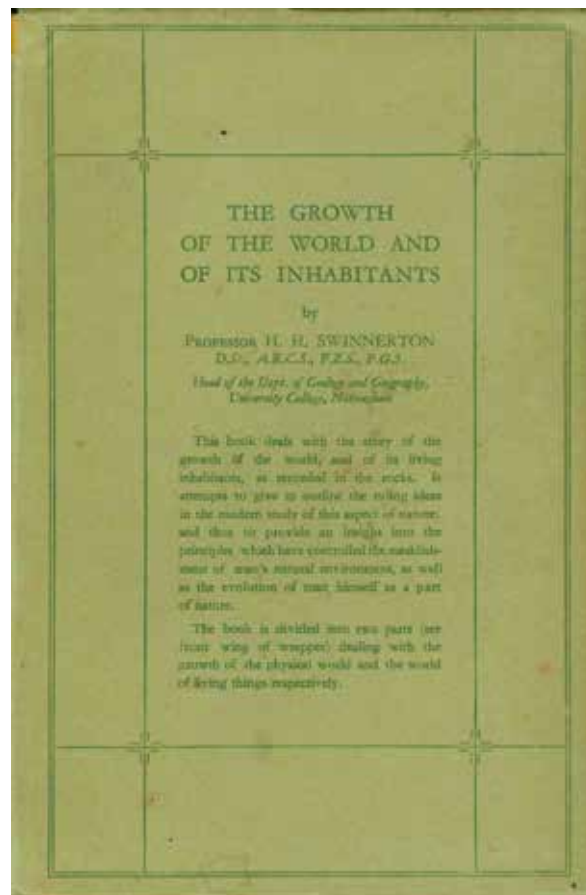 THE GROWTH
OF THE WORLD AND
OF ITS INHABITANTS
by
PROFESSOR H. H. SWINNERTON
D.Sc., A.R.C.S., F.Z.S., F.G.S.
Head of the Dept. of Geology and Geography,
University College, Nottingham
This book deals with the story of the
growth of the world, and of its living
inhabitants, as recorded in the rocks. It
attempts to give in outline the ruling ideas
in the modern study of this aspect of nature,
and thus to provide an insight into the
principles which have controlled the establish-
ment of man's natural environment, as well
as the evolution of man himself as a part
of nature.
The book is divided into two parts (see
front wing of wrapper) dealing with the
growth of the physical world and the world
of living things respectively.